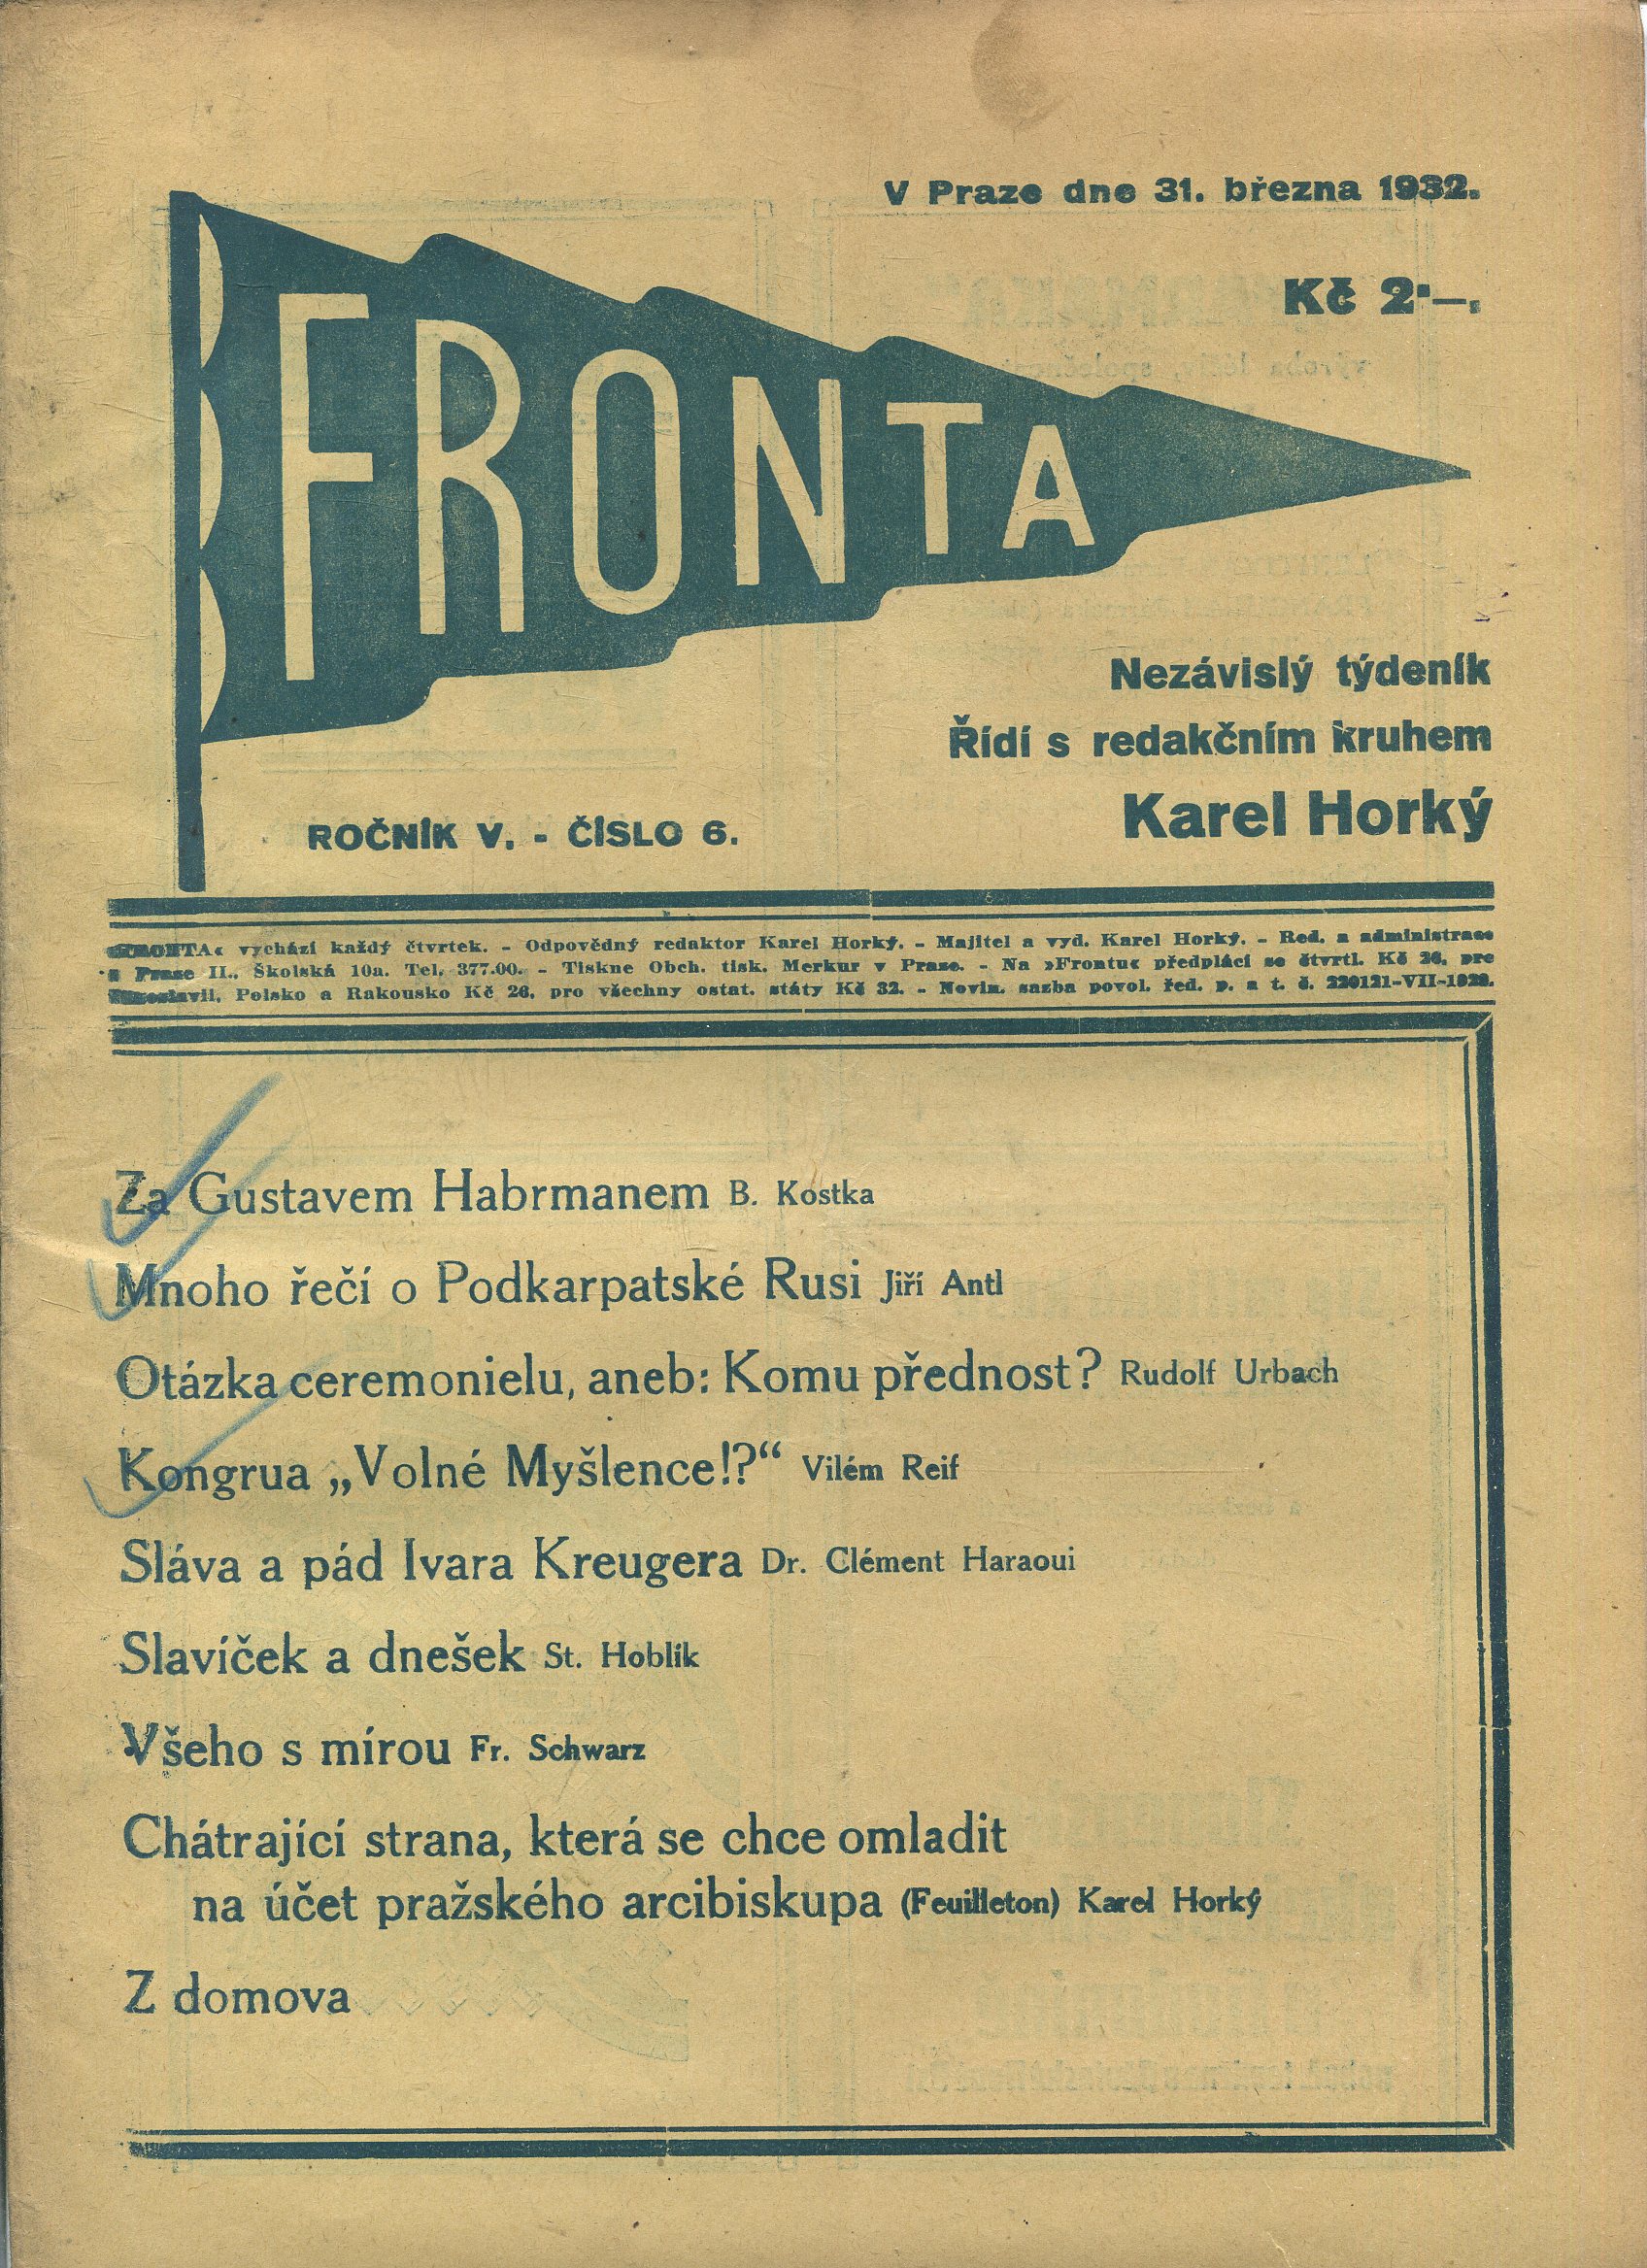 V Praze dne 31. března 1932.
Kč 2·—.
FRONTA
Nezávislý týdeník
Řídí s redakčním kruhem
Karel Horký
ROČNÍK V. - ČÍSLO 6.
»FRONTA« vychází každý čtvrtek. - Odpovědný redaktor Karel Horký. - Majitel a vyd. Karel Horký. - Red. a administrace
v Praze II., Školská 10a. Tel. 377.00. - Tiskne Obch. tisk. Merkur v Praze. - Na »Frontu« předplácí se čtvrtl. Kč 26, pro
Polsko a Rakousko Kč 26, pro všechny ostat. státy Kč 32. - Novin. sazba povol. řed. p. a t. č. 220121-VII-1928.
Za Gustavem Habrmanem B. Kostka
Mnoho řečí o Podkarpatské Rusi Jiří Antl
Otázka ceremonielu, aneb: Komu přednost? Rudolf Urbach
Kongrua „Volné Myšlence!?“ Vilém Reif
Sláva a pád Ivara Kreugera Dr. Clément Haraoui
Slavíček a dnešek St. Hoblík
Všeho s mírou Fr. Schwarz
Chátrající strana, která se chce omladit
na účet pražského arcibiskupa (Feuilleton) Karel Horký
Z domova